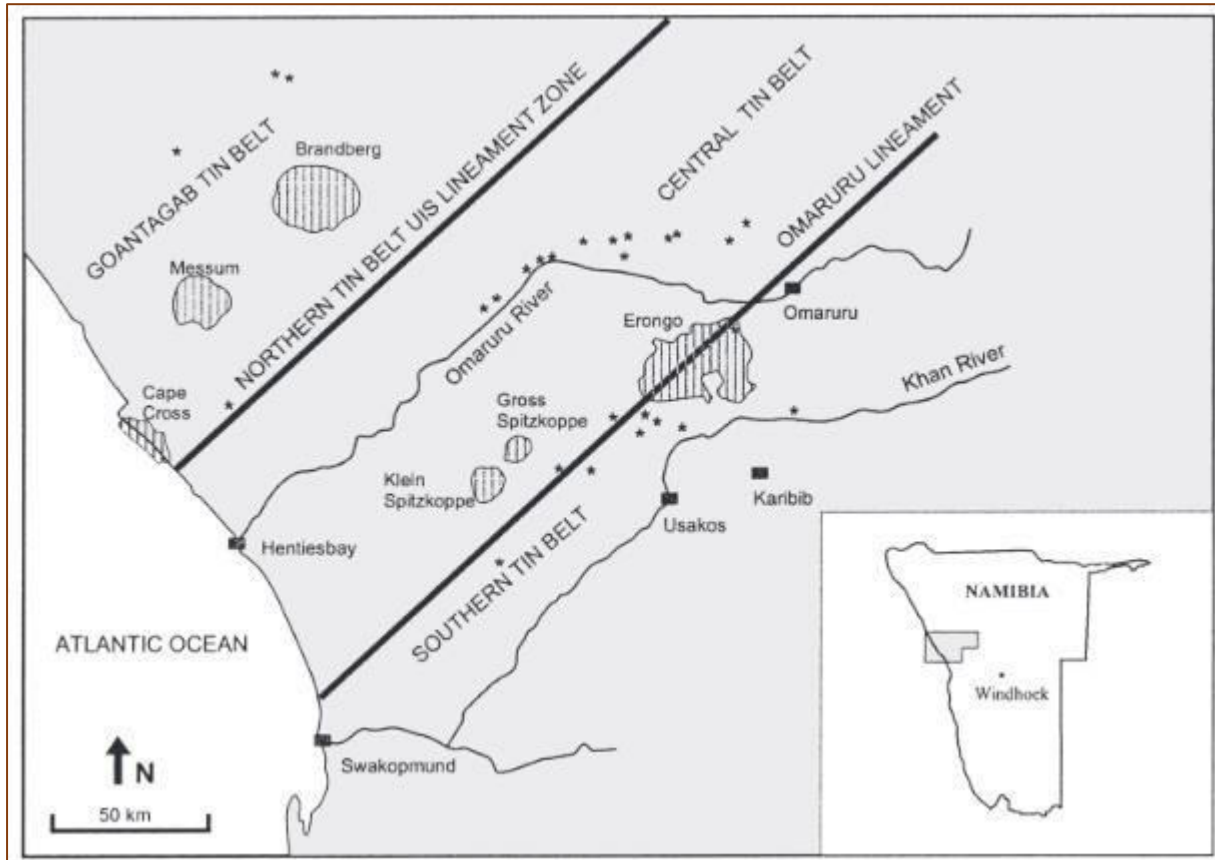 GOANTAGAB TIN BELT
Brandberg
NORTHERN TIN BELT UIS LINEAMENT ZONE
CENTRAL TIN BELT
OMARURU LINEAMENT
Messum
Omaruru River
Erongo
Omaruru
Khan River
Cape
Cross
Gross
Spitzkoppe
Klein
Spitzkoppe
Karibib
Usakos
Hentiesbay
SOUTHERN TIN BELT
ATLANTIC OCEAN
Swakopmund
N
50 km
NAMIBIA
Windhoek